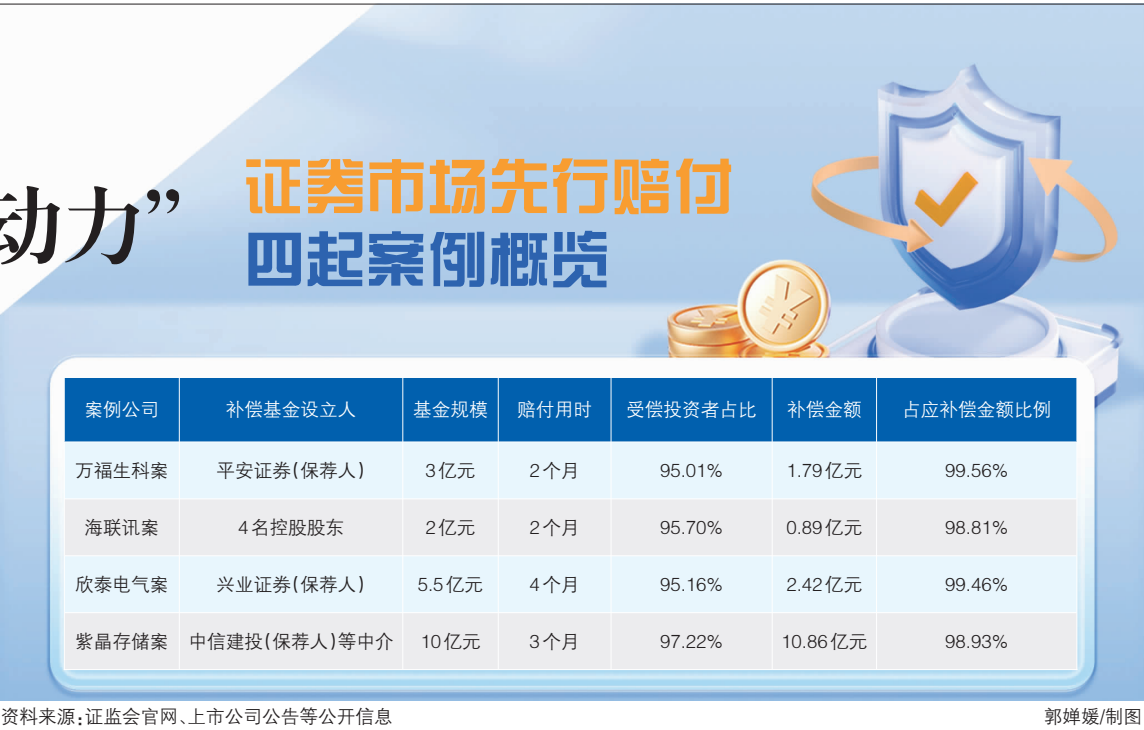 动力”
证券市场先行赔付
四起案例概览
案例公司 补偿基金设立人 基金规模 赔付用时 受偿投资者占比 补偿金额 占应补偿金额比例
万福生科案 平安证券(保荐人) 3亿元 2个月 95.01% 1.79亿元 99.56%
海联讯案 4名控股股东 2亿元 2个月 95.70% 0.89亿元 98.81%
欣泰电气案 兴业证券(保荐人) 5.5亿元 4个月 95.16% 2.42亿元 99.46%
紫晶存储案 中信建投(保荐人)等中介 10亿元 3个月 97.22% 10.86亿元 98.93%
资料来源:证监会官网、上市公司公告等公开信息 郭婵媛/制图